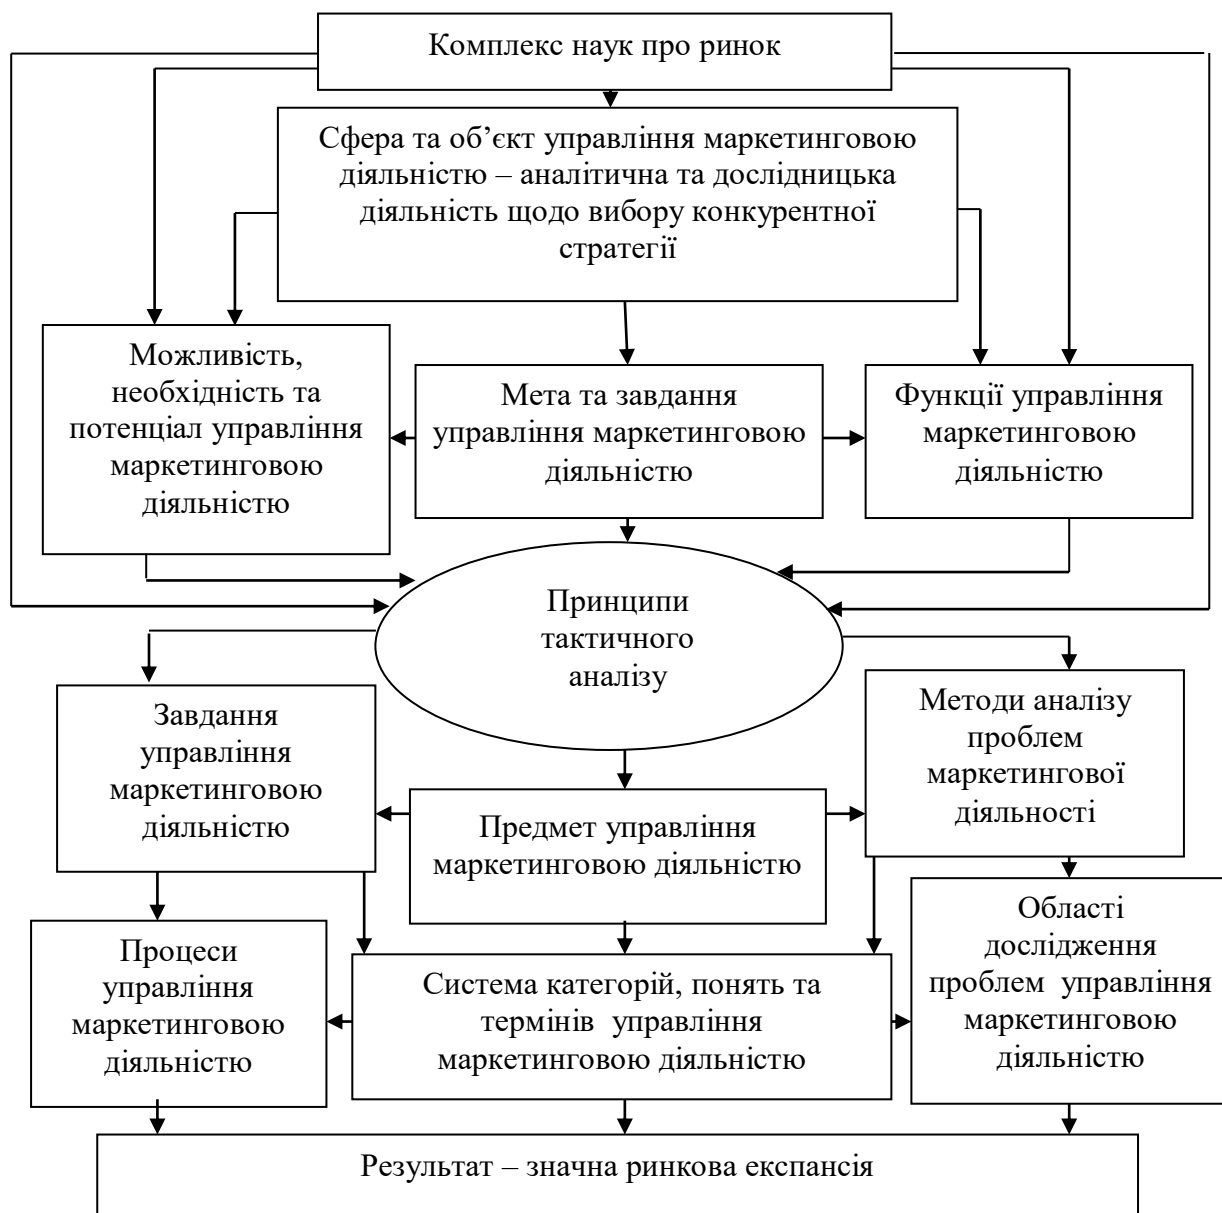 Комплекс наук про ринок
Сфера та об’єкт управління маркетинговою
діяльністю – аналітична та дослідницька
діяльність щодо вибору конкурентної
стратегії
Можливість,
необхідність та
потенціал управління
маркетинговою
діяльністю
Мета та завдання
управління маркетинговою
діяльністю
Функції управління
маркетинговою
діяльністю
Принципи
тактичного
аналізу
Завдання
управління
маркетинговою
діяльністю
Предмет управління
маркетинговою діяльністю
Методи аналізу
проблем
маркетингової
діяльності
Процеси
управління
маркетинговою
діяльністю
Система категорій, понять та
термінів управління
маркетинговою діяльністю
Області
дослідження
проблем управління
маркетинговою
діяльністю
Результат – значна ринкова експансія